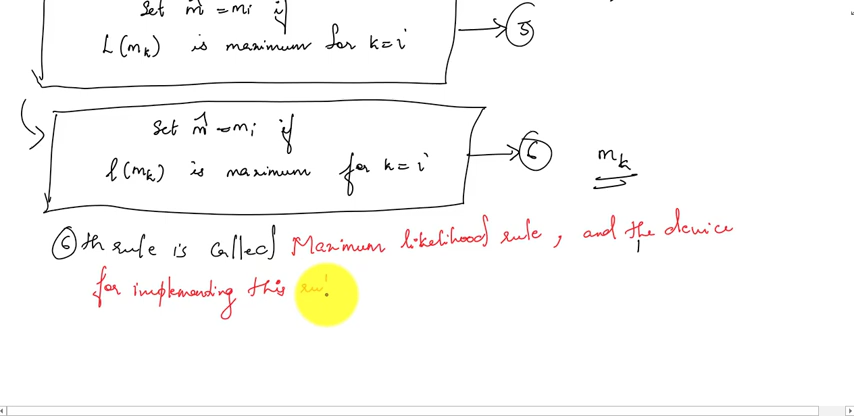 Set m̂ = mi if
L(mk) is maximum for k=i
5
Set m̂ = mi if
l(mk) is maximum for k=i
6
mk
6 th rule is called Maximum likelihood rule, and the device
for implementing this